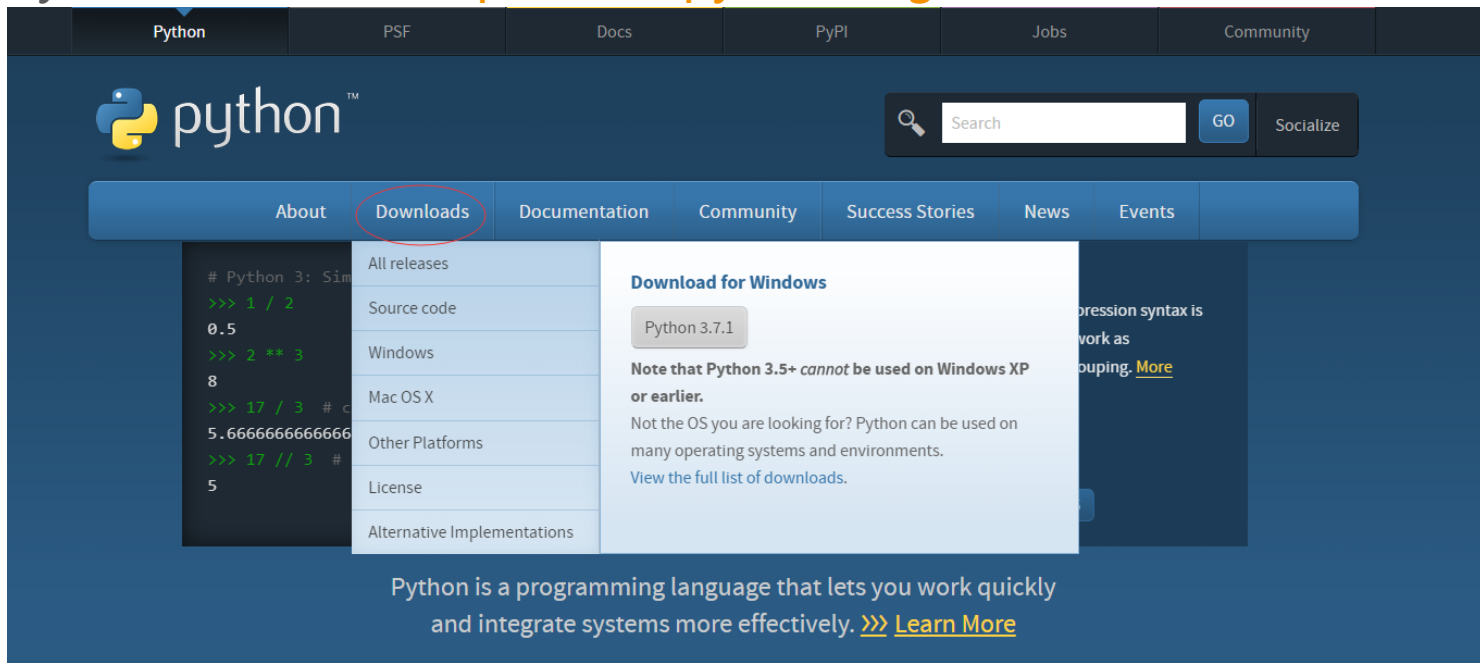 Python PSF Docs PyPI Jobs Community
python™
Search GO Socialize
About Downloads Documentation Community Success Stories News Events
All releases
Source code
Windows
Mac OS X
Other Platforms
License
Alternative Implementations
Download for Windows
Python 3.7.1
Note that Python 3.5+ cannot be used on Windows XP
or earlier.
Not the OS you are looking for? Python can be used on
many operating systems and environments.
View the full list of downloads.
# Python 3: Sim
>>> 1 / 2
0.5
>>> 2 ** 3
8
>>> 17 / 3 # c
5.6666666666666
>>> 17 // 3 #
5
pression syntax is
work as
ouping. More
Python is a programming language that lets you work quickly
and integrate systems more effectively. >>> Learn More